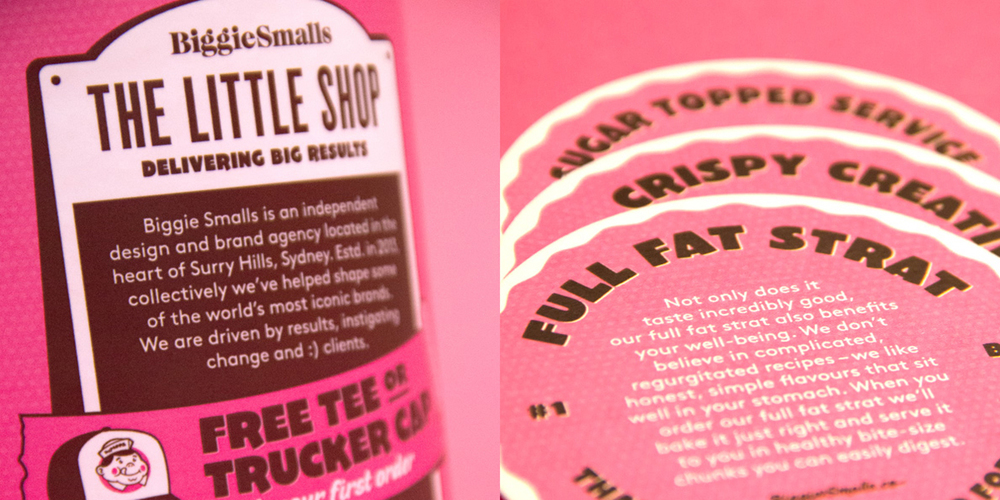 BiggieSmalls
THE LITTLE SHOP
DELIVERING BIG RESULTS
Biggie Smalls is an independent
design and brand agency located in the
heart of Surry Hills, Sydney. Estd. in 2013,
collectively we've helped shape some
of the world's most iconic brands.
We are driven by results, instigating
change and :) clients.
FREE TEE OR
TRUCKER CAP
your first order
SUGAR TOPPED SERVICE
CRISPY CREATI
FULL FAT STRAT
Not only does it
taste incredibly good,
our full fat strat also benefits
your well-being. We don't
believe in complicated,
regurgitated recipes – we like
honest, simple flavours that sit
well in your stomach. When you
order our full fat strat we'll
bake it just right and serve it
to you in healthy bite-size
chunks you can easily digest.
#1
B
THA